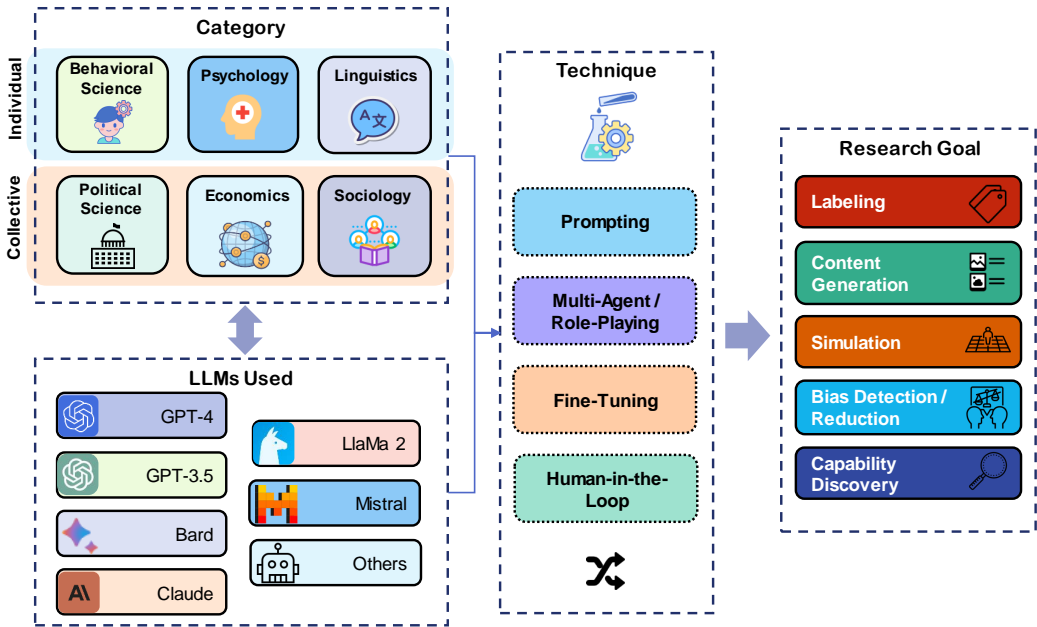 Category
Individual
Behavioral
Science
Psychology
Linguistics
A文
Collective
Political
Science
Economics
$
Sociology
LLMs Used
GPT-4
GPT-3.5
Bard
A\ Claude
LlaMa 2
Mistral
Others
Technique
Prompting
Multi-Agent /
Role-Playing
Fine-Tuning
Human-in-the-
Loop
Research Goal
Labeling
Content
Generation
Simulation
Bias Detection /
Reduction
Capability
Discovery